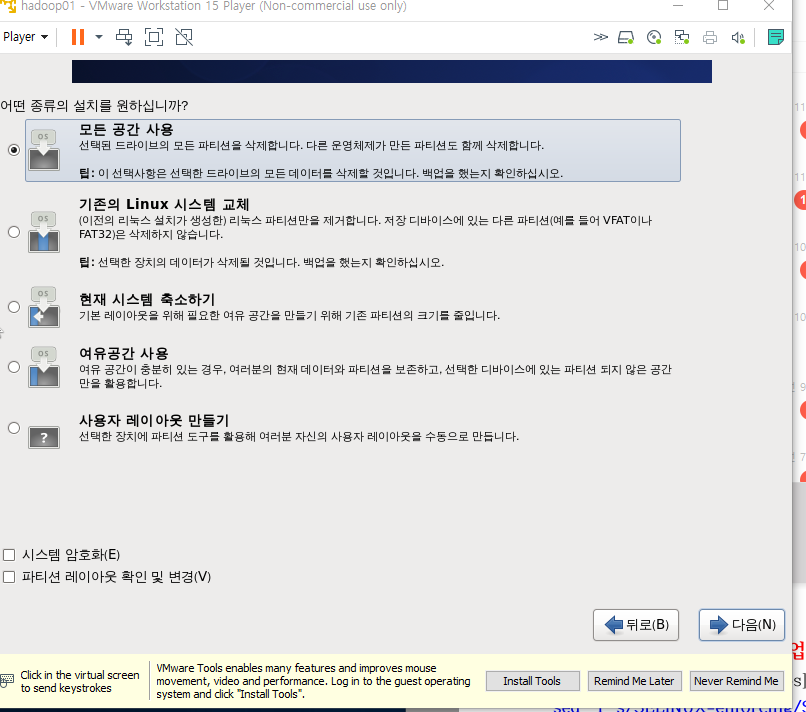 hadoop01 - VMware Workstation 15 Player (Non-commercial use only)
Player
어떤 종류의 설치를 원하십니까?
OS
모든 공간 사용
선택된 드라이브의 모든 파티션을 삭제합니다. 다른 운영체제가 만든 파티션도 함께 삭제합니다.
팁: 이 선택사항은 선택한 드라이브의 모든 데이터를 삭제할 것입니다. 백업을 했는지 확인하십시오.
OS
기존의 Linux 시스템 교체
(이전의 리눅스 설치가 생성한) 리눅스 파티션만을 제거합니다. 저장 디바이스에 있는 다른 파티션(예를 들어 VFAT이나
FAT32)은 삭제하지 않습니다.
팁: 선택한 장치의 데이터가 삭제될 것입니다. 백업을 했는지 확인하십시오.
OS
현재 시스템 축소하기
기본 레이아웃을 위해 필요한 여유 공간을 만들기 위해 기존 파티션의 크기를 줄입니다.
OS
여유공간 사용
여유 공간이 충분히 있는 경우, 여러분의 현재 데이터와 파티션을 보존하고, 선택한 디바이스에 있는 파티션 되지 않은 공간
만을 활용합니다.
?
사용자 레이아웃 만들기
선택한 장치에 파티션 도구를 활용해 여러분 자신의 사용자 레이아웃을 수동으로 만듭니다.
시스템 암호화(E)
파티션 레이아웃 확인 및 변경(V)
뒤로(B)
다음(N)
Click in the virtual screen
to send keystrokes
VMware Tools enables many features and improves mouse
movement, video and performance. Log in to the guest operating
system and click "Install Tools".
Install Tools
Remind Me Later
Never Remind Me
11
11
1
10
10
9
7
업